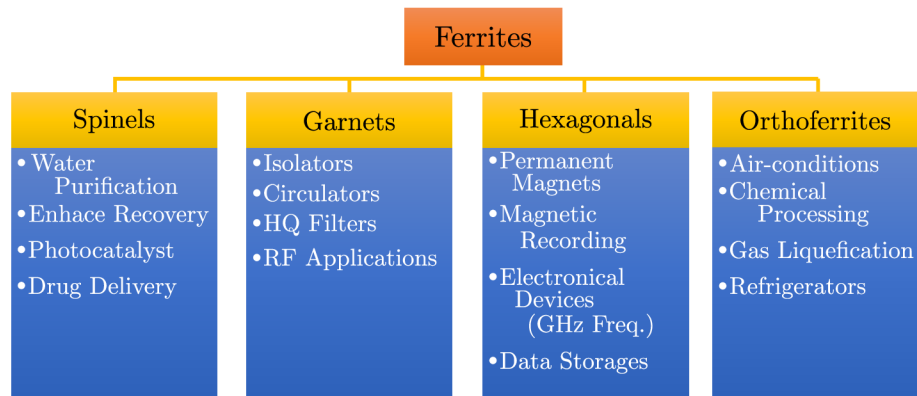 Ferrites
Spinels
•Water
Purification
•Enhace Recovery
•Photocatalyst
•Drug Delivery
Garnets
•Isolators
•Circulators
•HQ Filters
•RF Applications
Hexagonals
•Permanent
Magnets
•Magnetic
Recording
•Electronical
Devices
(GHz Freq.)
•Data Storages
Orthoferrites
•Air-conditions
•Chemical
Processing
•Gas Liquefication
•Refrigerators